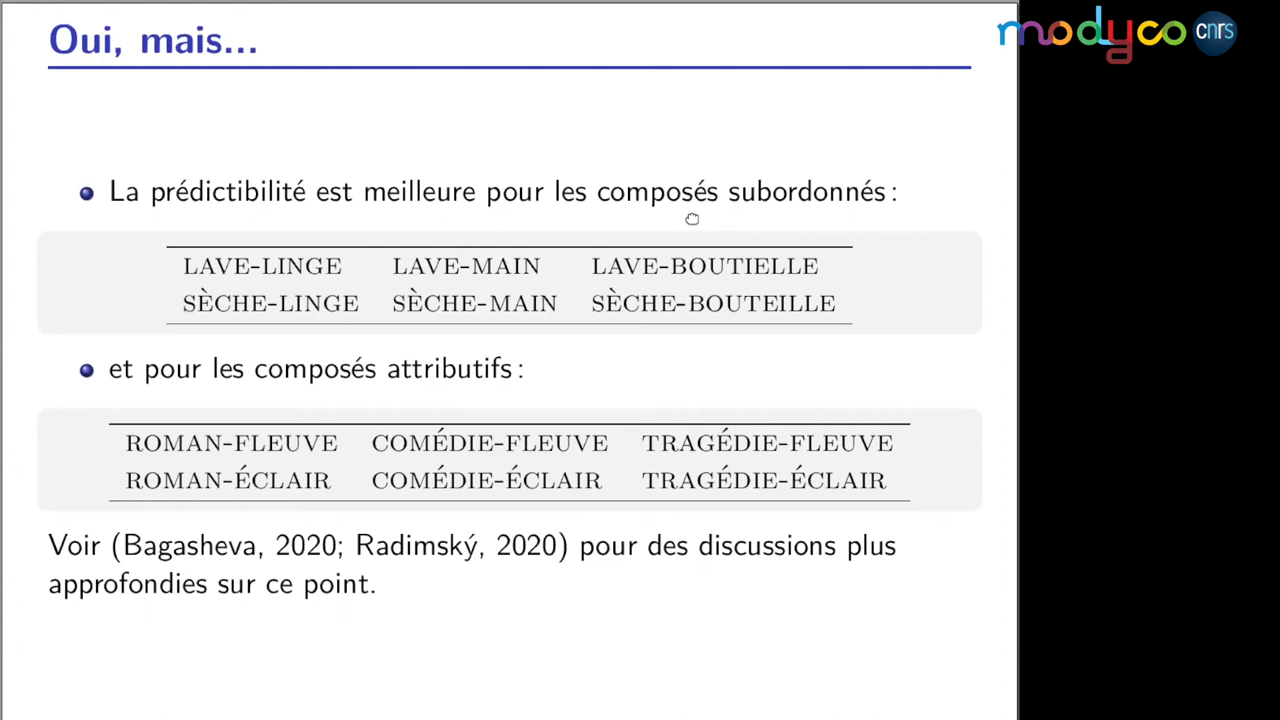 Oui, mais...
modyco cnrs
La prédictibilité est meilleure pour les composés subordonnés :
LAVE-LINGE LAVE-MAIN LAVE-BOUTIELLE
SÈCHE-LINGE SÈCHE-MAIN SÈCHE-BOUTEILLE
et pour les composés attributifs :
ROMAN-FLEUVE COMÉDIE-FLEUVE TRAGÉDIE-FLEUVE
ROMAN-ÉCLAIR COMÉDIE-ÉCLAIR TRAGÉDIE-ÉCLAIR
Voir (Bagasheva, 2020; Radimský, 2020) pour des discussions plus
approfondies sur ce point.